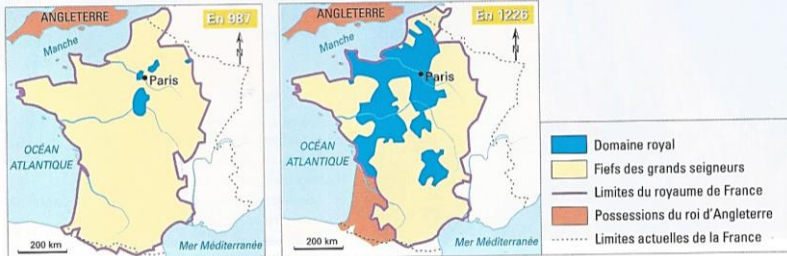 ANGLETERRE
En 987
Manche
N
Paris
OCÉAN
ATLANTIQUE
200 km
Mer Méditerranée
ANGLETERRE
En 1226
Manche
N
Paris
OCÉAN
ATLANTIQUE
200 km
Mer Méditerranée
Domaine royal
Fiefs des grands seigneurs
Limites du royaume de France
Possessions du roi d'Angleterre
Limites actuelles de la France